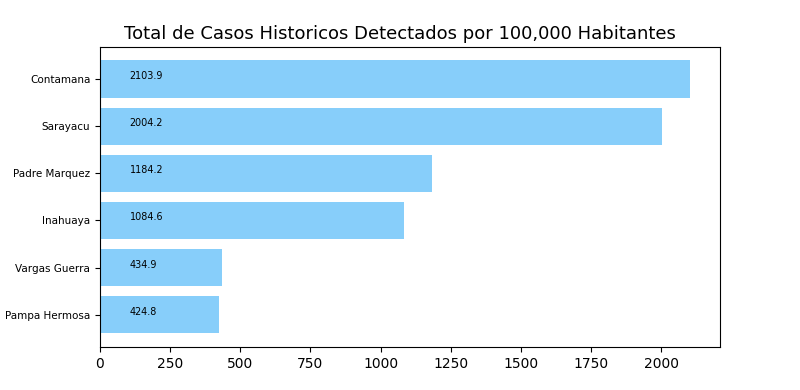 Total de Casos Historicos Detectados por 100,000 Habitantes
Contamana 2103.9
Sarayacu 2004.2
Padre Marquez 1184.2
Inahuaya 1084.6
Vargas Guerra 434.9
Pampa Hermosa 424.8
0 250 500 750 1000 1250 1500 1750 2000